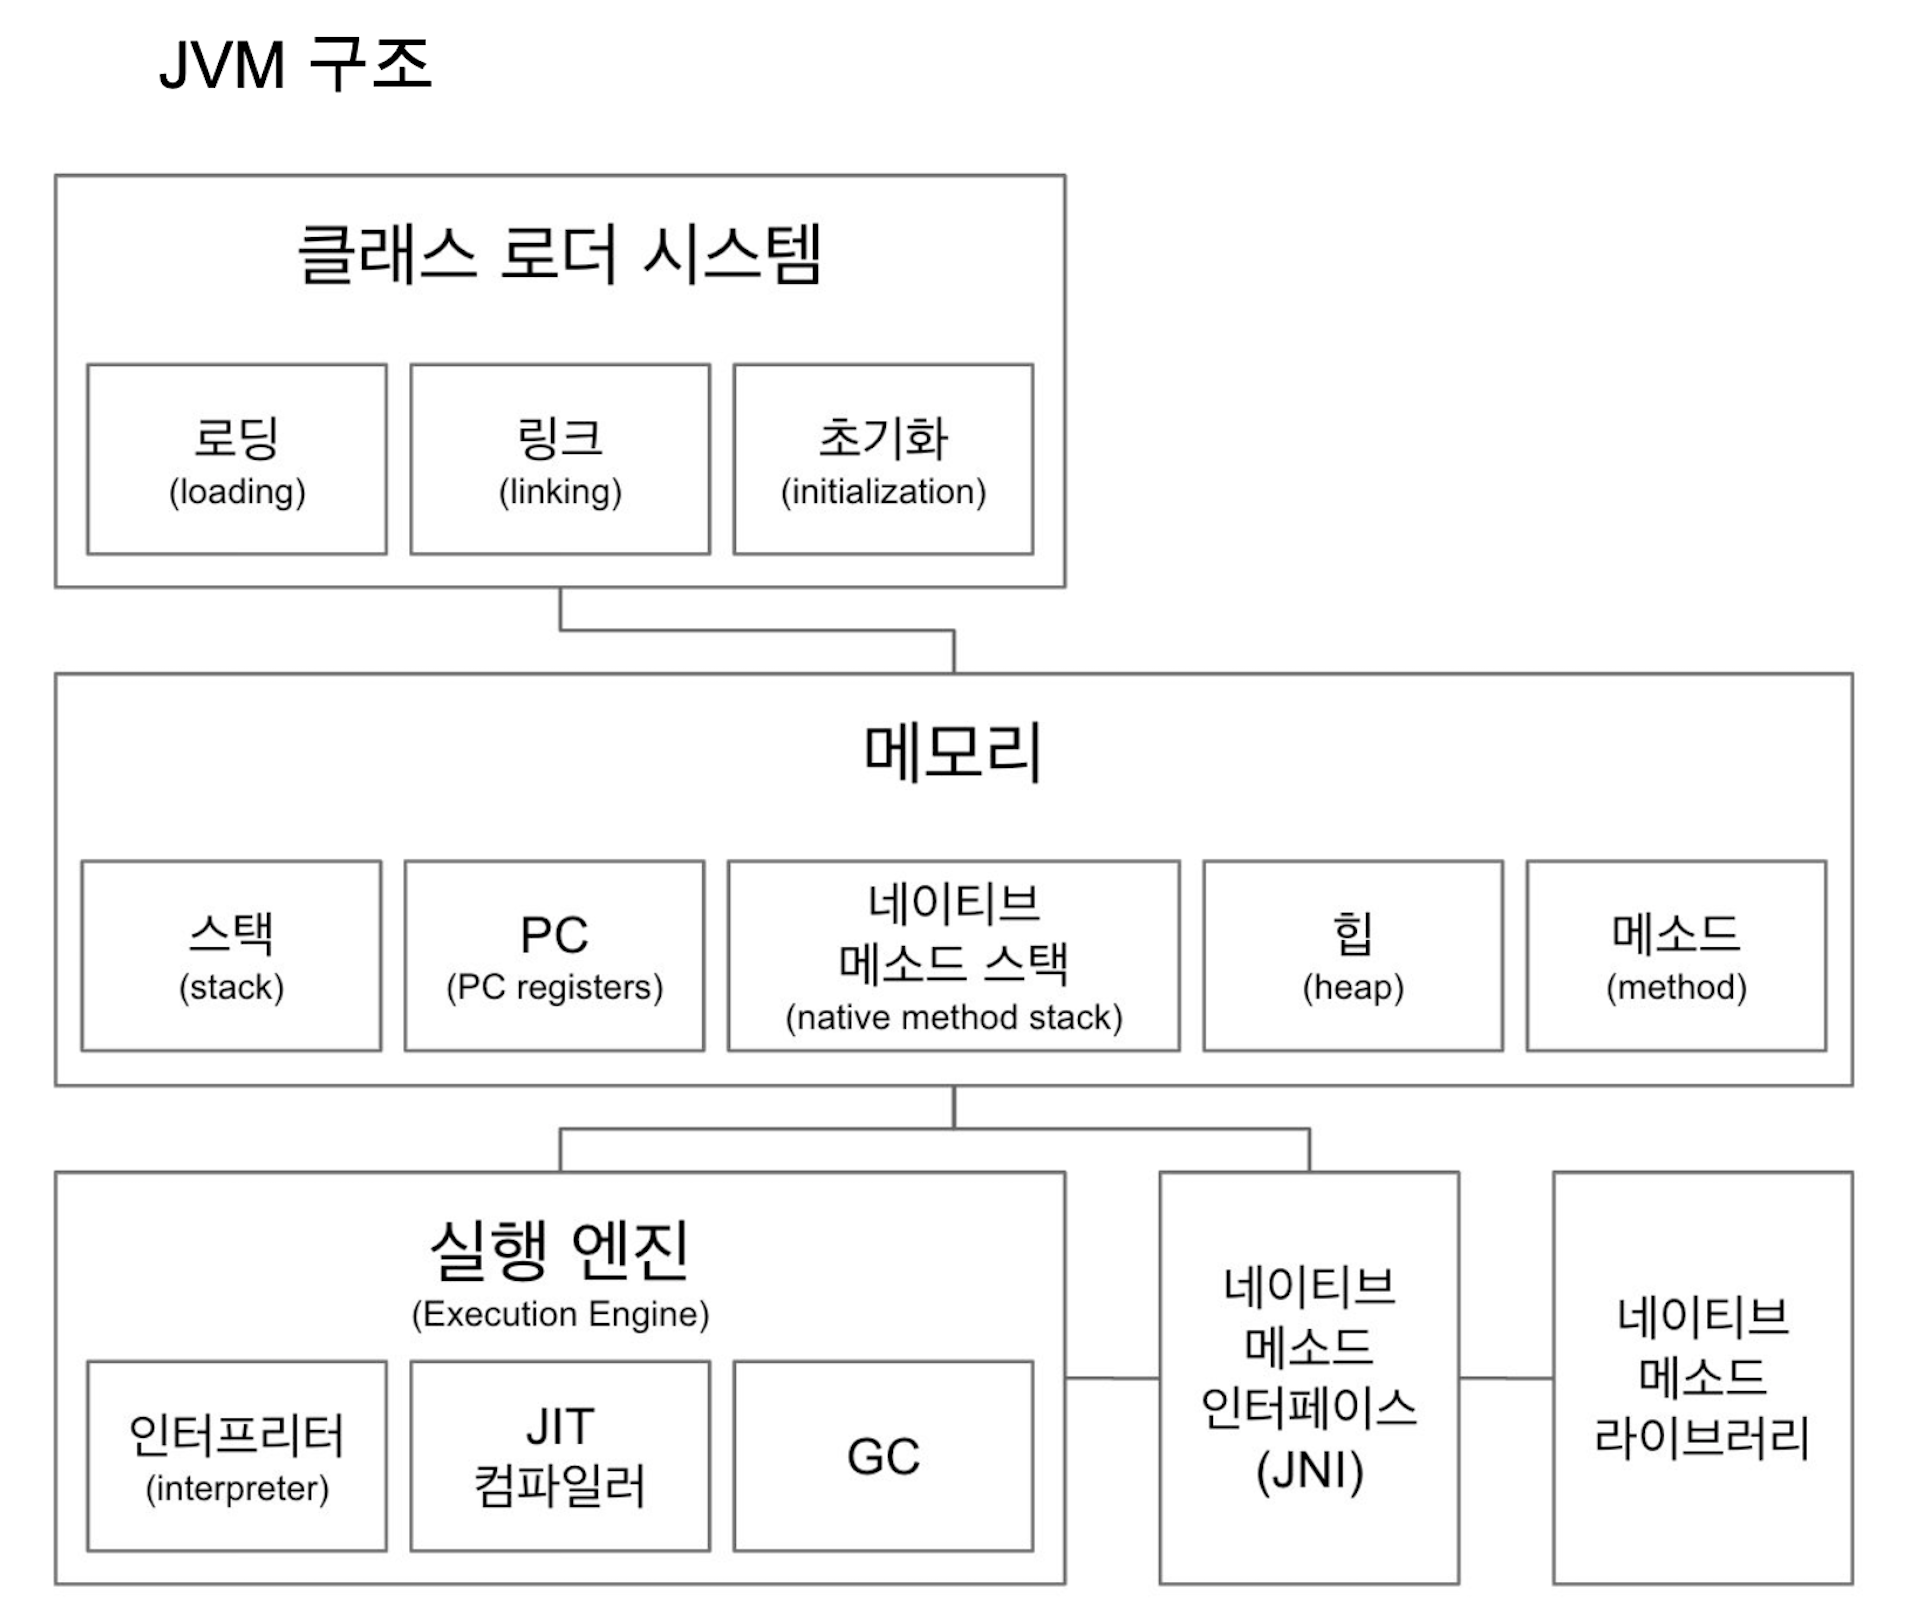 JVM 구조
클래스 로더 시스템
로딩
(loading)
링크
(linking)
초기화
(initialization)
메모리
스택
(stack)
PC
(PC registers)
네이티브
메소드 스택
(native method stack)
힙
(heap)
메소드
(method)
실행 엔진
(Execution Engine)
인터프리터
(interpreter)
JIT
컴파일러
GC
네이티브
메소드
인터페이스
(JNI)
네이티브
메소드
라이브러리